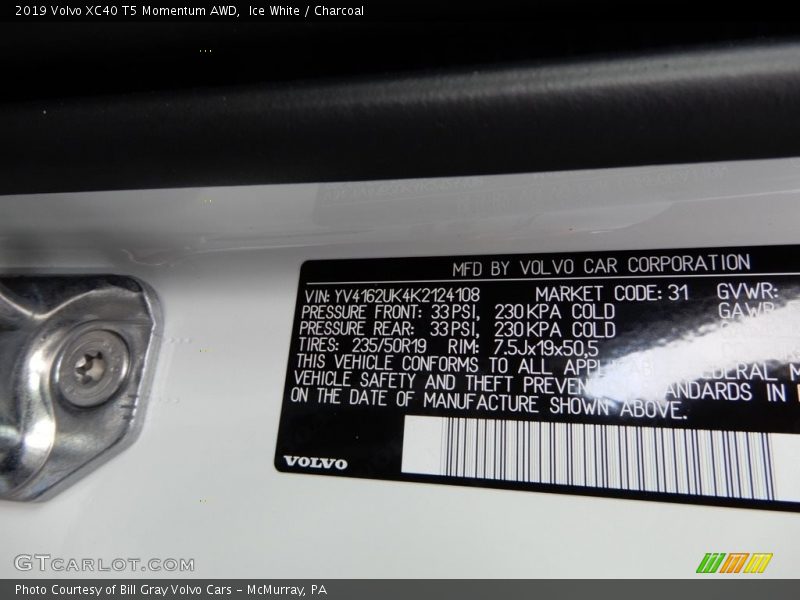 2019 Volvo XC40 T5 Momentum AWD,  Ice White / Charcoal
MFD BY VOLVO CAR CORPORATION
VIN: YV4162UK4K2124108 MARKET CODE: 31 GVWR:
PRESSURE FRONT: 33 PSI, 230 KPA COLD GAWR
PRESSURE REAR: 33 PSI, 230 KPA COLD
TIRES: 235/50R19 RIM: 7.5Jx19x50,5
THIS VEHICLE CONFORMS TO ALL
VEHICLE SAFETY AND THEFT IN
ON THE DATE OF MANUFACTURE SHOWN ABOVE.
VOLVO
GTCARLOT.COM
Photo Courtesy of Bill Gray Volvo Cars – McMurray, PA